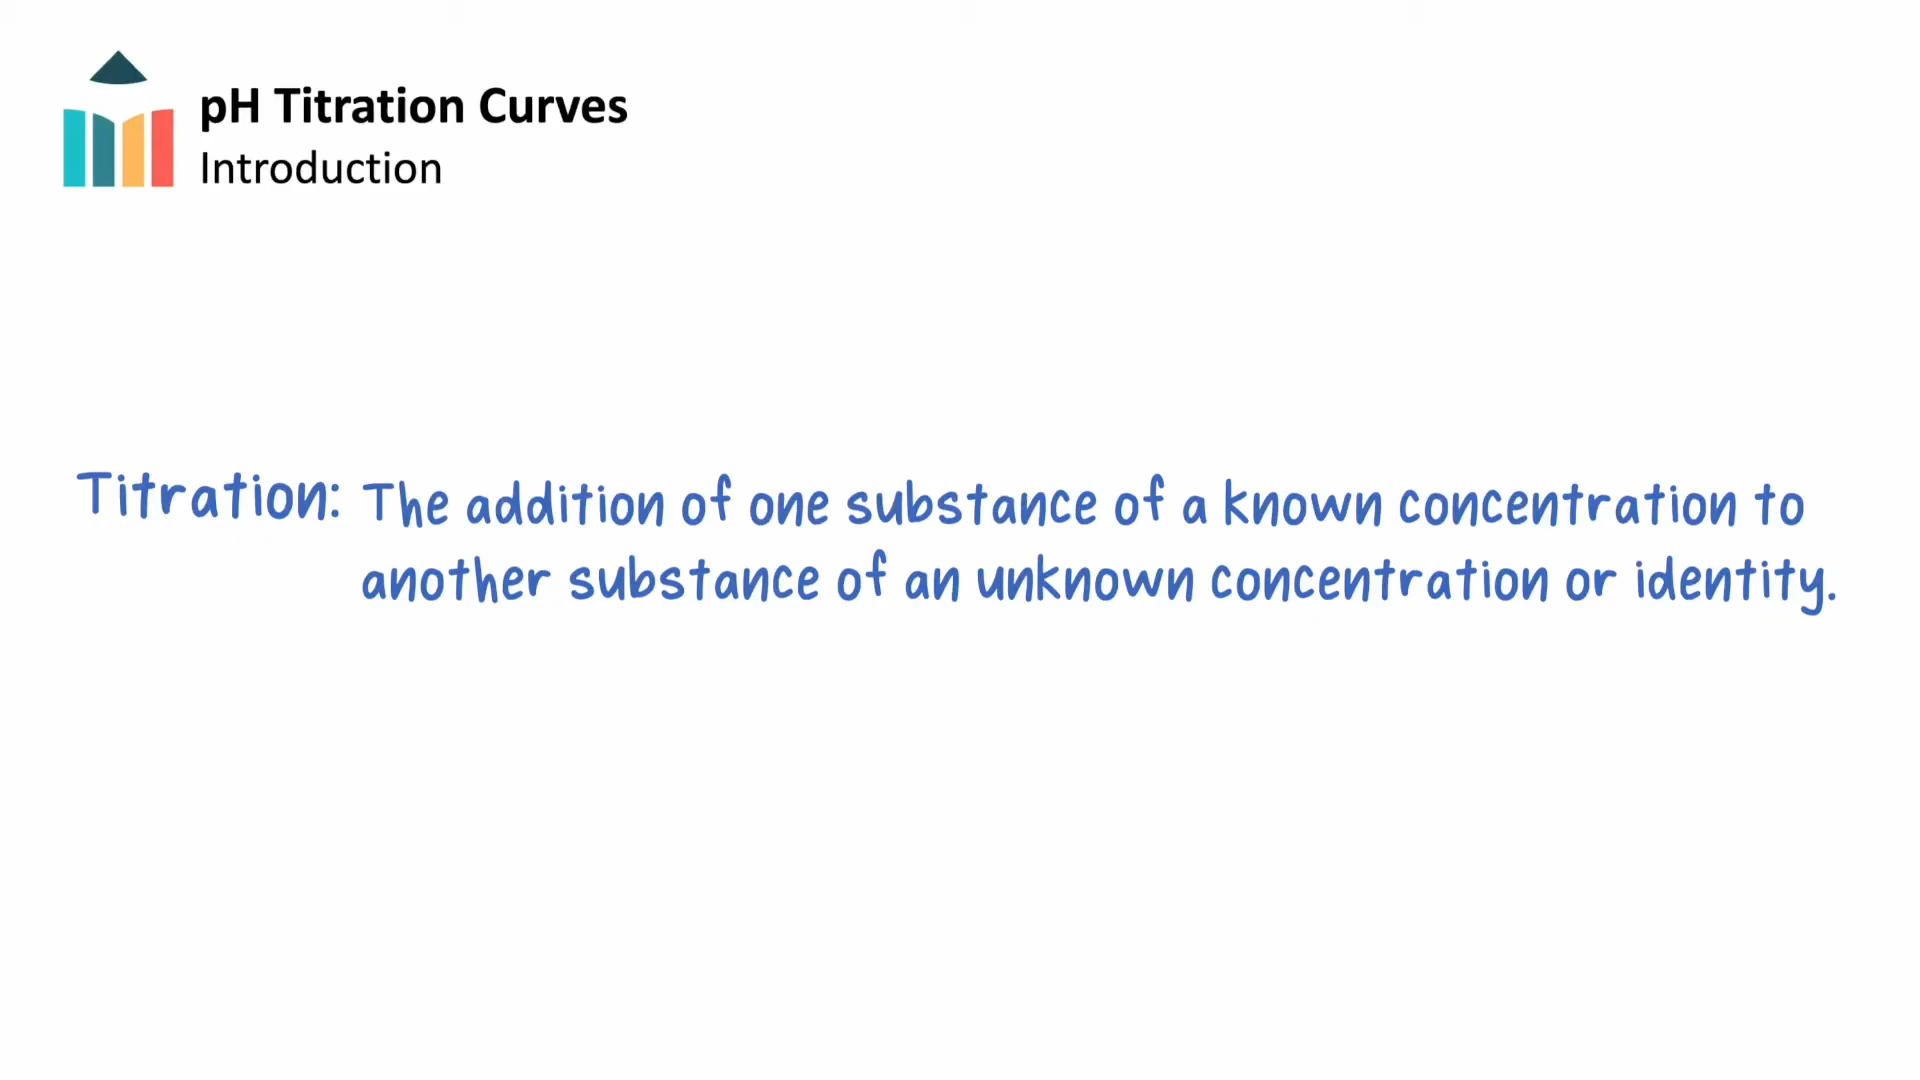 pH Titration Curves
Introduction
Titration: The addition of one substance of a known concentration to
another substance of an unknown concentration or identity.